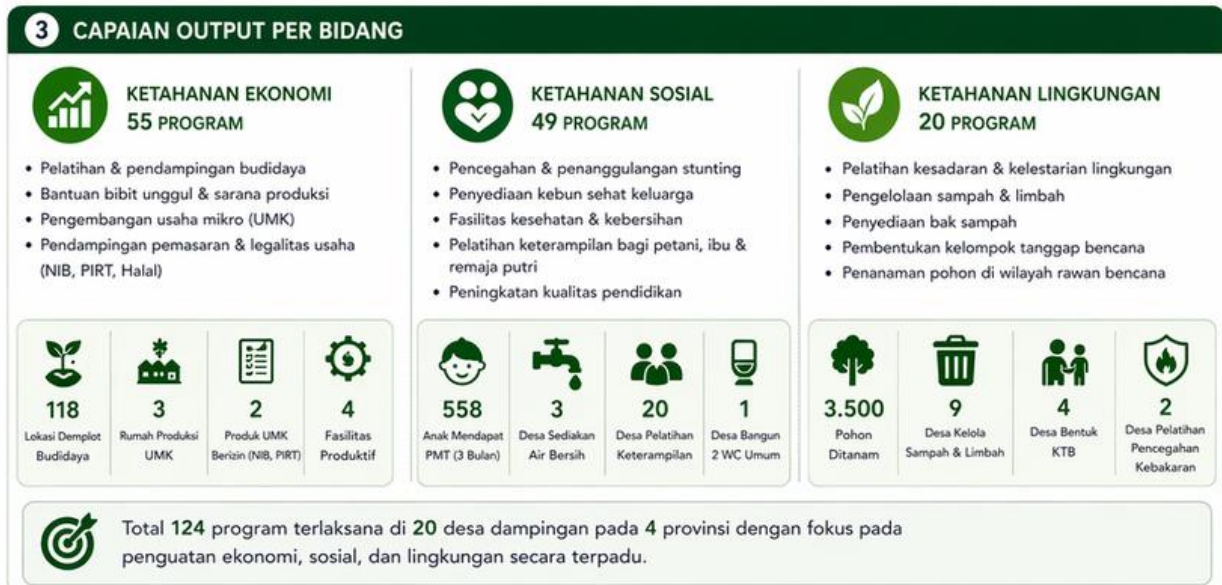 3 CAPAIAN OUTPUT PER BIDANG
KETAHANAN EKONOMI
55 PROGRAM
• Pelatihan & pendampingan budidaya
• Bantuan bibit unggul & sarana produksi
• Pengembangan usaha mikro (UMK)
• Pendampingan pemasaran & legalitas usaha
(NIB, PIRT, Halal)
118
Lokasi Demplot
Budidaya
3
Rumah Produksi
UMK
2
Produk UMK
Berizin (NIB, PIRT)
4
Fasilitas
Produktif
KETAHANAN SOSIAL
49 PROGRAM
• Pencegahan & penanggulangan stunting
• Penyediaan kebun sehat keluarga
• Fasilitas kesehatan & kebersihan
• Pelatihan keterampilan bagi petani, ibu &
remaja putri
• Peningkatan kualitas pendidikan
558
Anak Mendapat
PMT (3 Bulan)
3
Desa Sediakan
Air Bersih
20
Desa Pelatihan
Keterampilan
1
Desa Bangun
2 WC Umum
KETAHANAN LINGKUNGAN
20 PROGRAM
• Pelatihan kesadaran & kelestarian lingkungan
• Pengelolaan sampah & limbah
• Penyediaan bak sampah
• Pembentukan kelompok tanggap bencana
• Penanaman pohon di wilayah rawan bencana
3.500
Pohon
Ditanam
9
Desa Kelola
Sampah & Limbah
4
Desa Bentuk
KTB
2
Desa Pelatihan
Pencegahan
Kebakaran
Total 124 program terlaksana di 20 desa dampingan pada 4 provinsi dengan fokus pada
penguatan ekonomi, sosial, dan lingkungan secara terpadu.